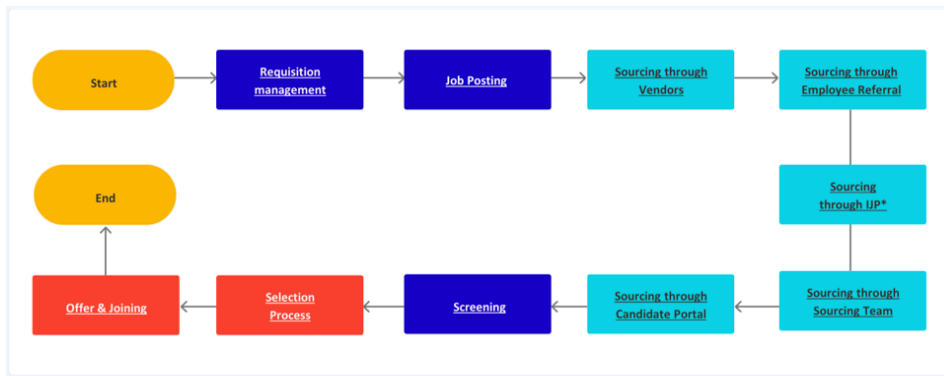 Start
Requisition
management
Job Posting
Sourcing through
Vendors
Sourcing through
Employee Referral
Sourcing
through IJP*
Sourcing through
Sourcing Team
Sourcing through
Candidate Portal
Screening
Selection
Process
Offer & Joining
End